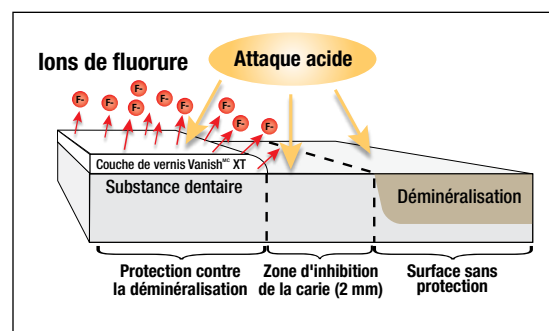 Ions de fluorure
Attaque acide
F-
F-
F-
F-
F-
F-
F-
F-
F-
Couche de vernis Vanish MC XT
Substance dentaire
Déminéralisation
Protection contre
la déminéralisation
Zone d'inhibition
de la carie (2 mm)
Surface sans
protection